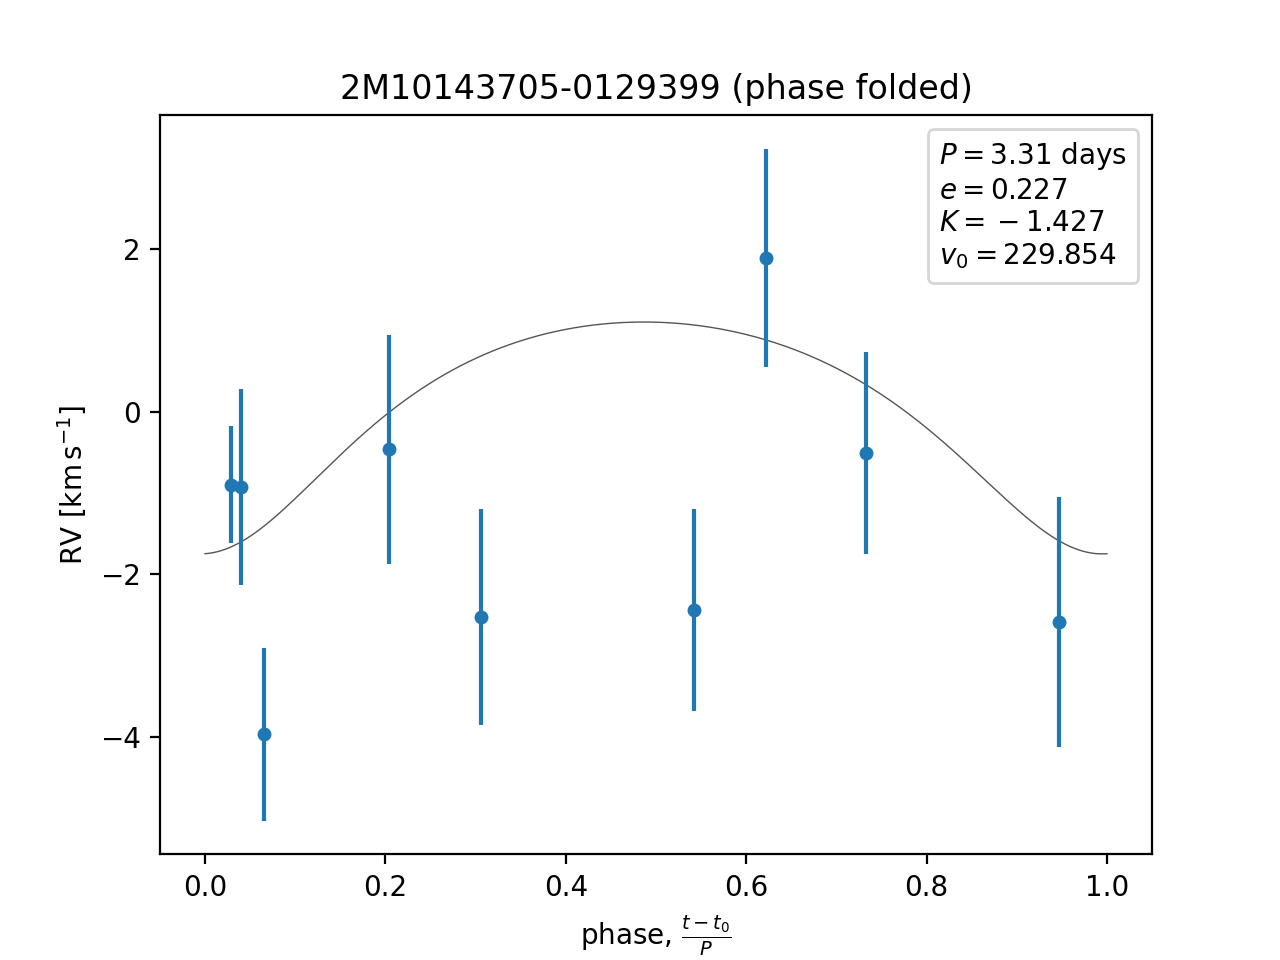 2M10143705-0129399 (phase folded)
P = 3.31 days
e = 0.227
K = −1.427
v₀ = 229.854
RV [km s⁻¹]
2
0
−2
−4
0.0 0.2 0.4 0.6 0.8 1.0
phase, (t − t₀)/P